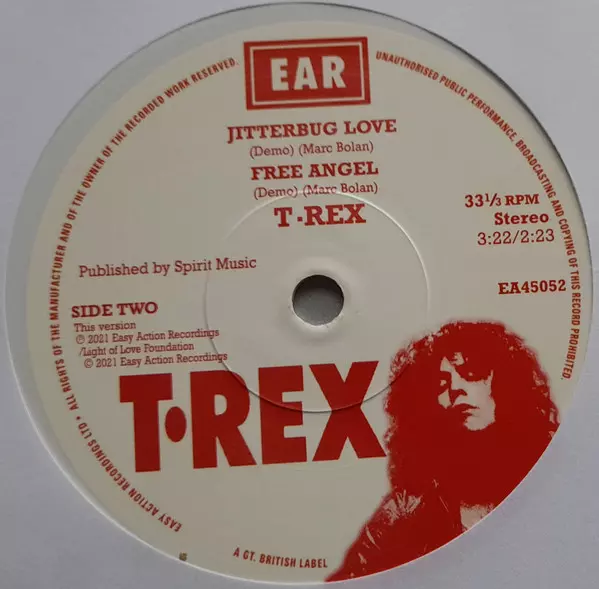 EAR
JITTERBUG LOVE
(Demo) (Marc Bolan)
FREE ANGEL
(Demo) (Marc Bolan)
T·REX
33⅓ RPM
Stereo
3:22/2:23
EA45052
Published by Spirit Music
SIDE TWO
This version
℗ 2021 Easy Action Recordings
/Light of Love Foundation
© 2021 Easy Action Recordings
T·REX
EASY ACTION RECORDINGS LTD • ALL RIGHTS OF THE MANUFACTURER AND OF THE OWNER OF THE RECORDED WORK RESERVED.
UNAUTHORISED PUBLIC PERFORMANCE, BROADCASTING AND COPYING OF THIS RECORD PROHIBITED.
A GT. BRITISH LABEL